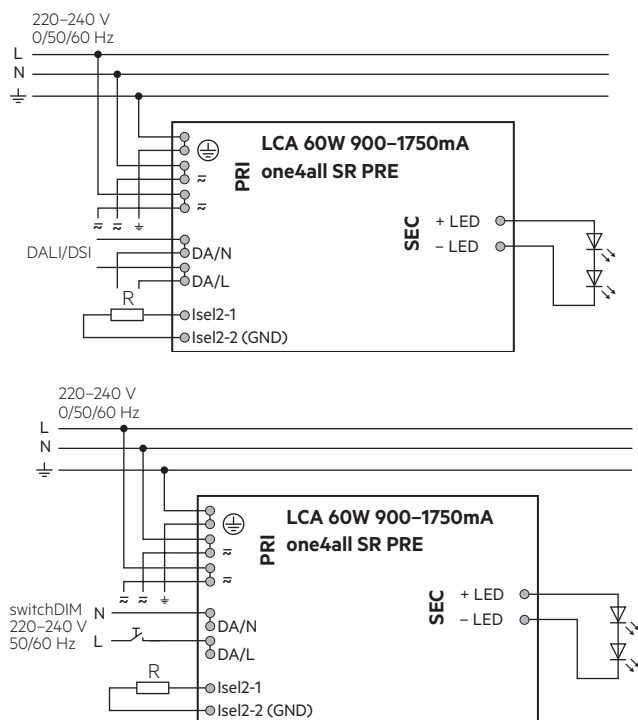 220–240 V
0/50/60 Hz
L
N
LCA 60W 900–1750mA
one4all SR PRE
PRI
SEC
+ LED
– LED
DALI/DSI
DA/N
DA/L
R
Isel2-1
Isel2-2 (GND)
220–240 V
0/50/60 Hz
L
N
LCA 60W 900–1750mA
one4all SR PRE
PRI
SEC
+ LED
– LED
switchDIM N
220–240 V
L
50/60 Hz
DA/N
DA/L
R
Isel2-1
Isel2-2 (GND)